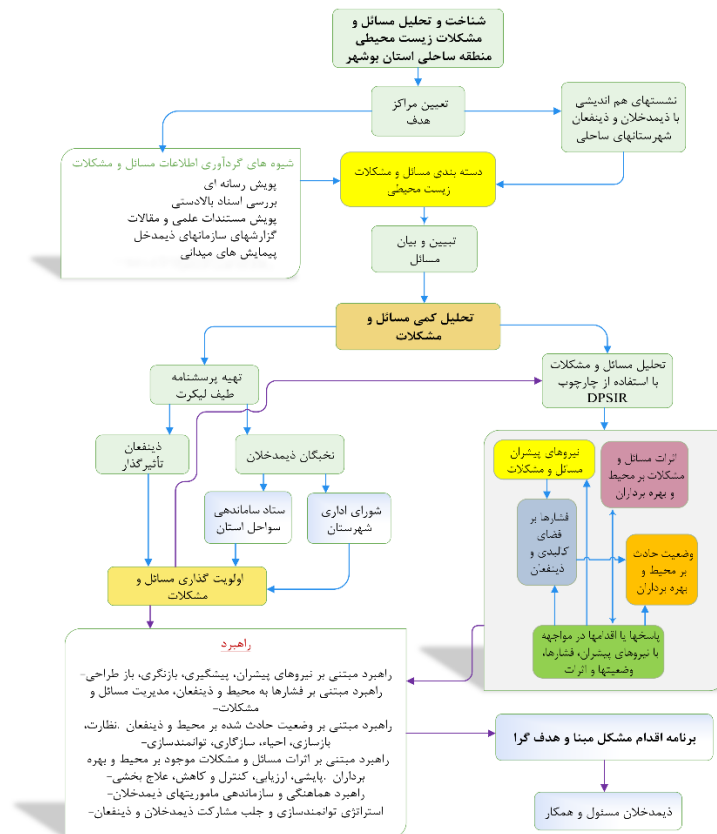 شناخت و تحلیل مسائل و
مشکلات زیست محیطی
منطقه ساحلی استان بوشهر
تعیین مراکز
هدف
نشستهای هم اندیشی
با ذیمدخلان و ذینفعان
شهرستانهای ساحلی
شیوه های گردآوری اطلاعات مسائل و مشکلات
پویش رسانه ای
بررسی اسناد بالادستی
پویش مستندات علمی و مقالات
گزارشهای سازمانهای ذیمدخل
پیمایش های میدانی
دسته بندی مسائل و مشکلات
زیست محیطی
تبیین و بیان
مسائل
تحلیل کمی مسائل و
مشکلات
تهیه پرسشنامه
طیف لیکرت
تحلیل مسائل و مشکلات
با استفاده از چارچوب
DPSIR
ذینفعان
تأثیرگذار
نخبگان ذیمدخلان
ستاد ساماندهی
سواحل استان
شورای اداری
شهرستان
اولویت گذاری مسائل و
مشکلات
نیروهای پیشران
مسائل و مشکلات
اثرات مسائل و
مشکلات بر محیط
و بهره برداران
فشارها بر
فضای
کالبدی و
ذینفعان
وضعیت حادث
بر محیط و
بهره برداران
پاسخها یا اقدامها در مواجهه
با نیروهای پیشران، فشارها،
وضعیتها و اثرات
راهبرد
راهبرد مبتنی بر نیروهای پیشران، پیشگیری، بازنگری، باز طراحی-
راهبرد مبتنی بر فشارها به محیط و ذینفعان، مدیریت مسائل و
مشکلات-
راهبرد مبتنی بر وضعیت حادث شده بر محیط و ذینفعان .نظارت،
بازسازی، احیاء، سازگاری، توانمندسازی-
راهبرد مبتنی بر اثرات مسائل و مشکلات موجود بر محیط و بهره
برداران .پایشی، ارزیابی، کنترل و کاهش، علاج بخشی-
راهبرد هماهنگی و سازماندهی ماموریتهای ذیمدخلان-
استراتژی توانمندسازی و جلب مشارکت ذیمدخلان و ذینفعان-
برنامه اقدام مشکل مبنا و هدف گرا
ذیمدخلان مسئول و همکار